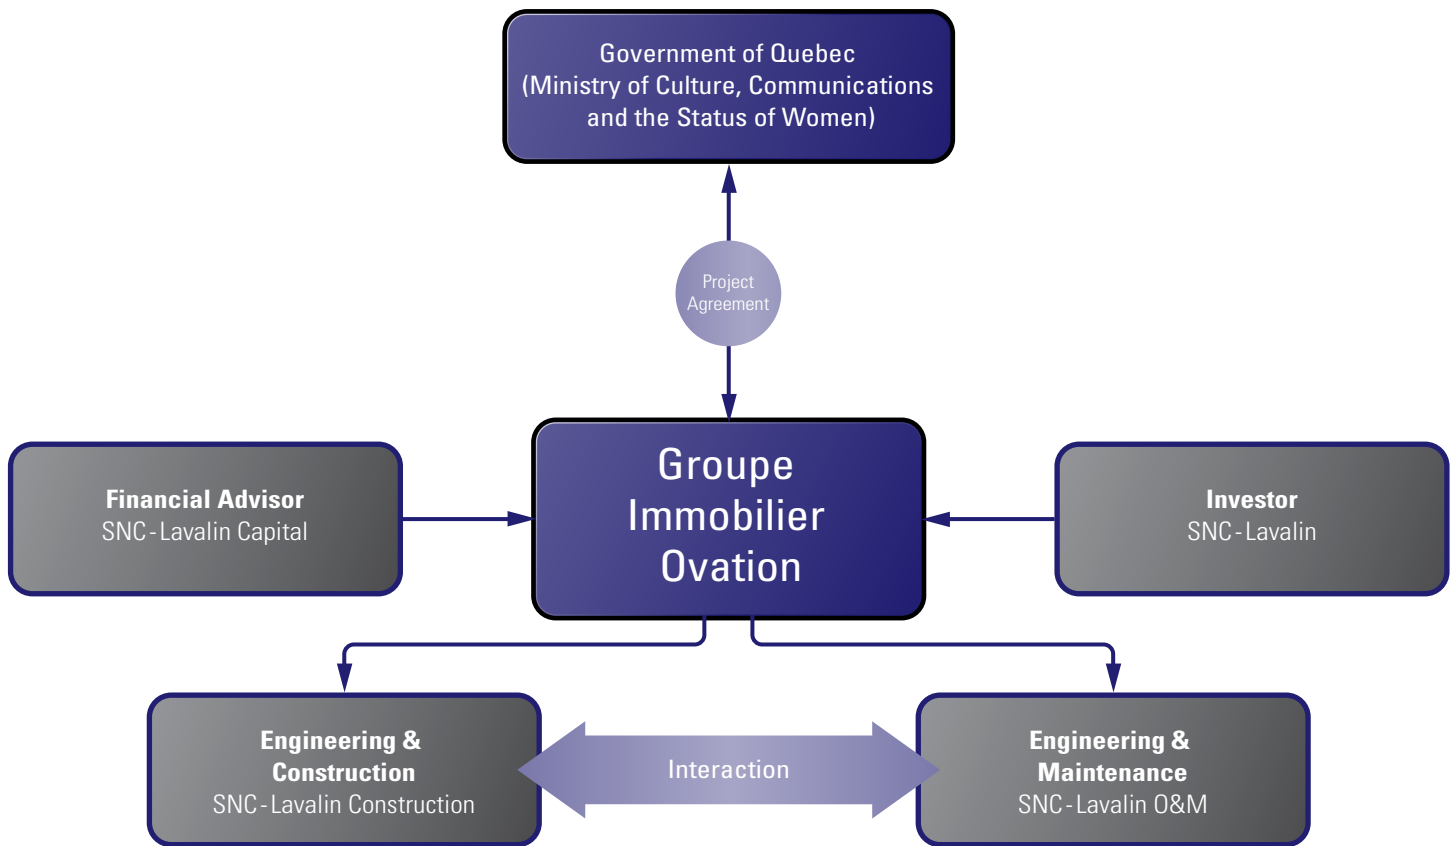 Government of Quebec
(Ministry of Culture, Communications
and the Status of Women)
Project
Agreement
Groupe
Immobilier
Ovation
Financial Advisor
SNC-Lavalin Capital
Investor
SNC-Lavalin
Engineering &
Construction
SNC-Lavalin Construction
Interaction
Engineering &
Maintenance
SNC-Lavalin O&M